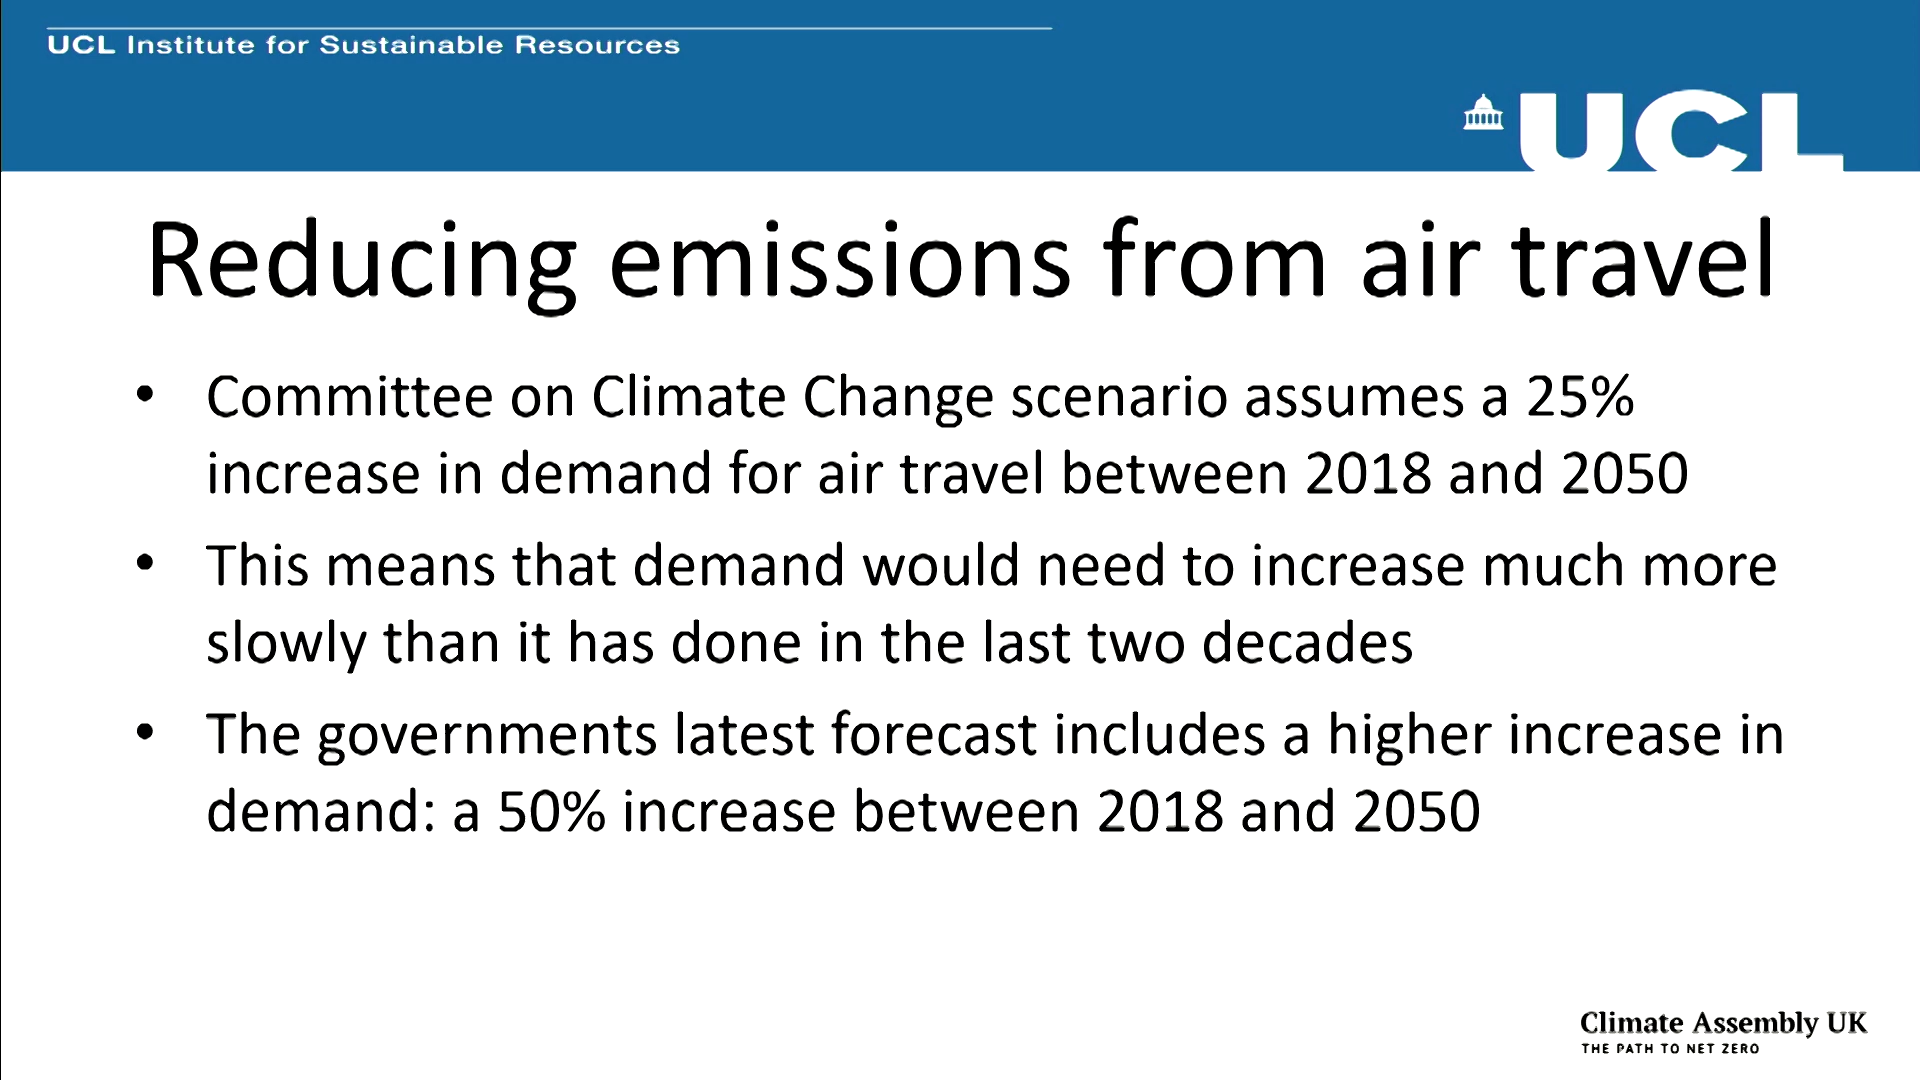 UCL Institute for Sustainable Resources
UCL
Reducing emissions from air travel
• Committee on Climate Change scenario assumes a 25%
increase in demand for air travel between 2018 and 2050
• This means that demand would need to increase much more
slowly than it has done in the last two decades
• The governments latest forecast includes a higher increase in
demand: a 50% increase between 2018 and 2050
Climate Assembly UK
THE PATH TO NET ZERO